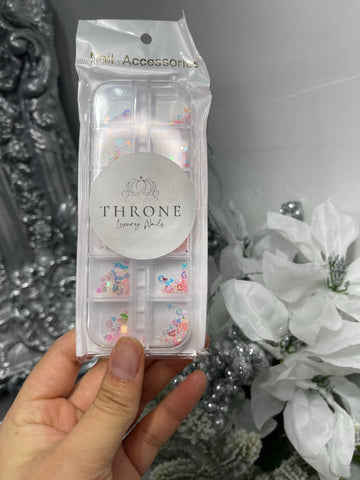 Nail Accessories
THRONE
Luxury Nails